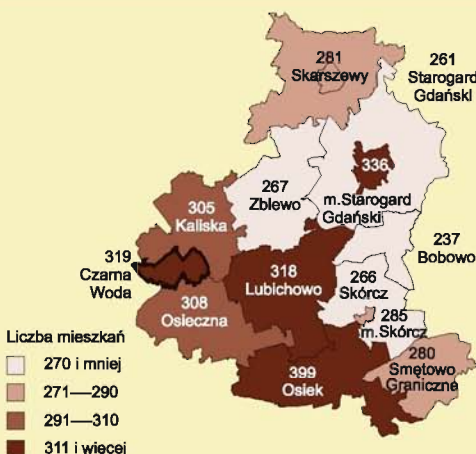 281
Skarszewy
261
Starogard
Gdański
336
m.Starogard
Gdański
267
Zblewo
305
Kaliska
237
Bobowo
319
Czarna
Woda
318
Lubichowo
266
Skórcz
308
Osieczna
285
m.Skórcz
280
Smętowo
Graniczne
399
Osiek
Liczba mieszkań
270 i mniej
271—290
291—310
311 i więcej